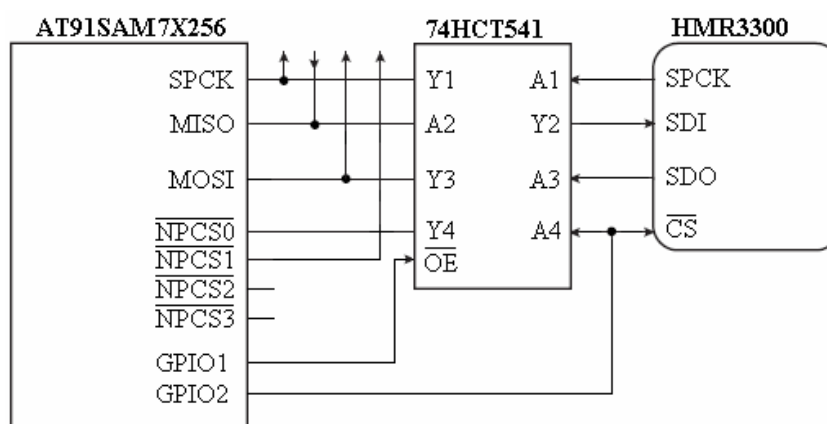 AT91SAM7X256 74HCT541 HMR3300
SPCK Y1 A1 SPCK
MISO A2 Y2 SDI
MOSI Y3 A3 SDO
NPCS0 Y4 A4 CS
NPCS1 OE
NPCS2
NPCS3
GPIO1
GPIO2